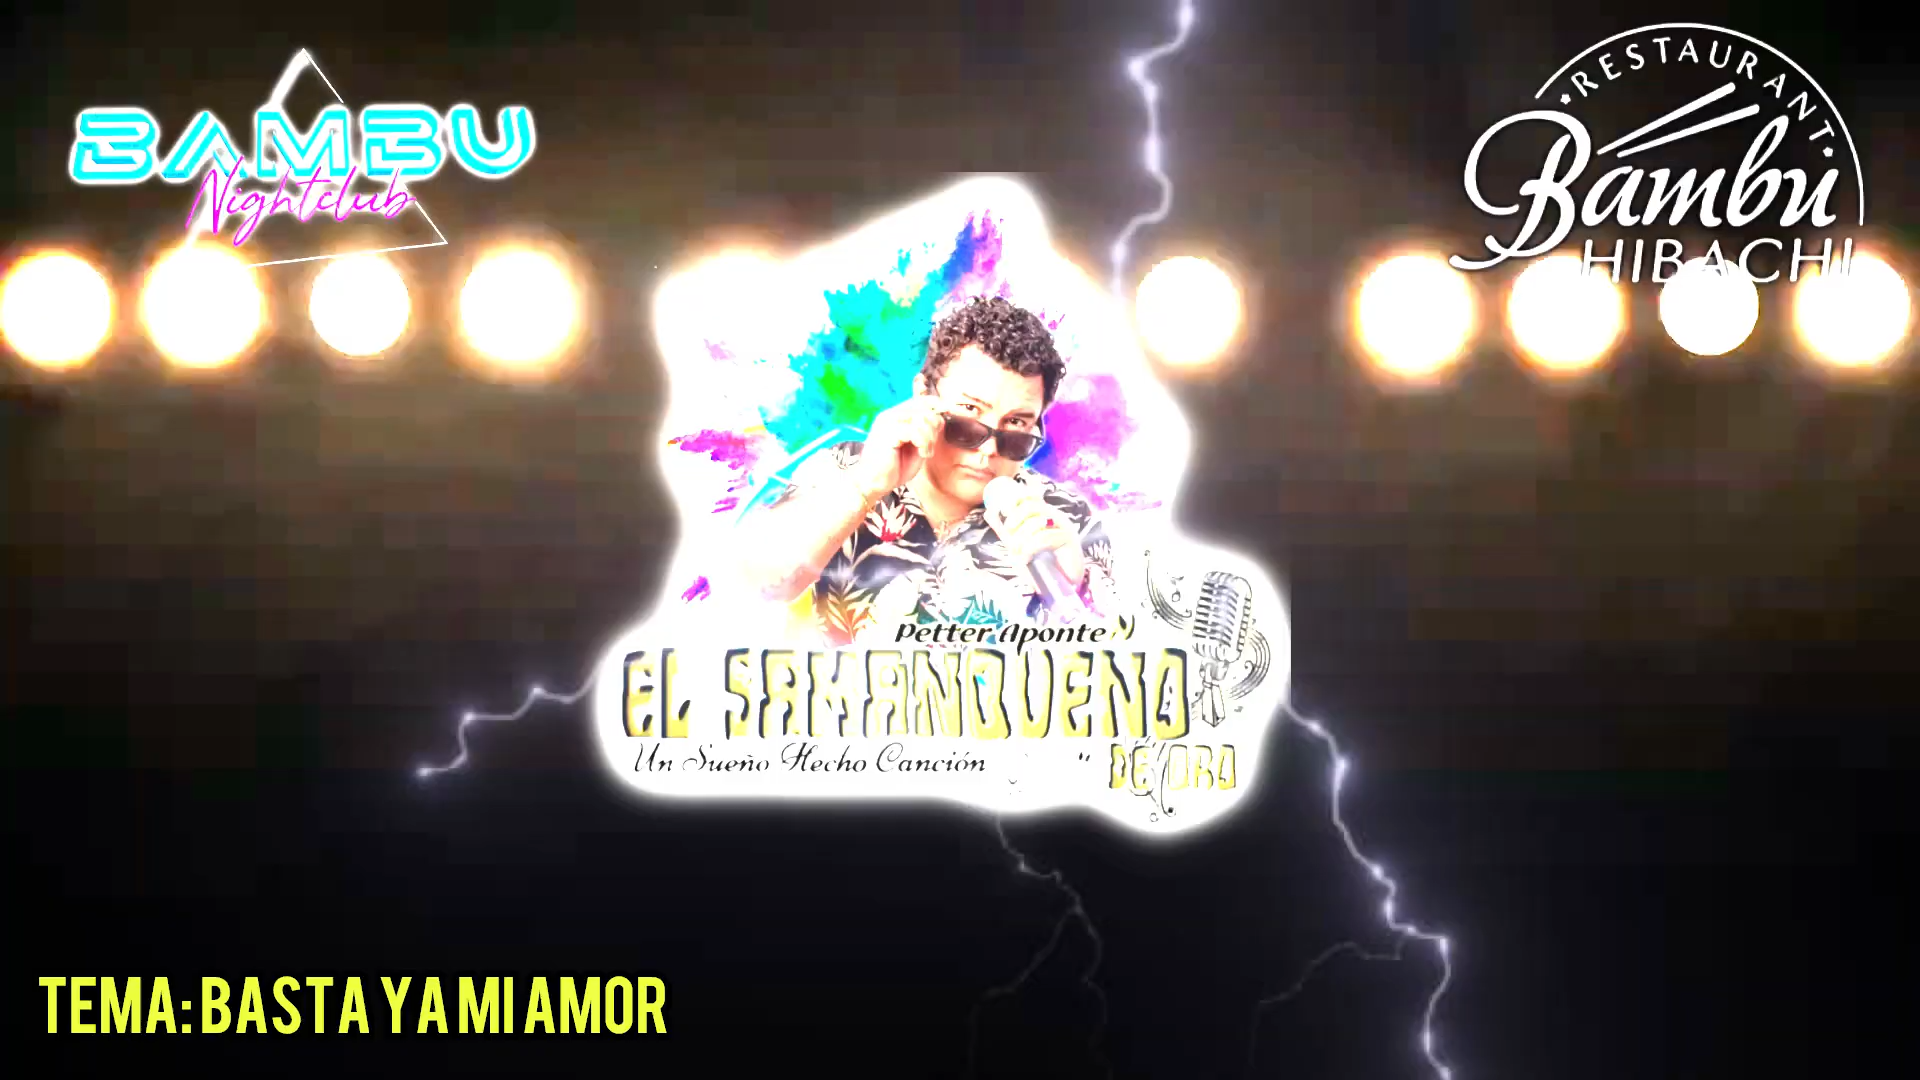 BAMBU
Nightclub
RESTAURANT
Bambú
HIBACHI
Petter Aponte
EL SAMANQUENO
Un Sueño Hecho Canción
DE ORO
TEMA: BASTA YA MI AMOR